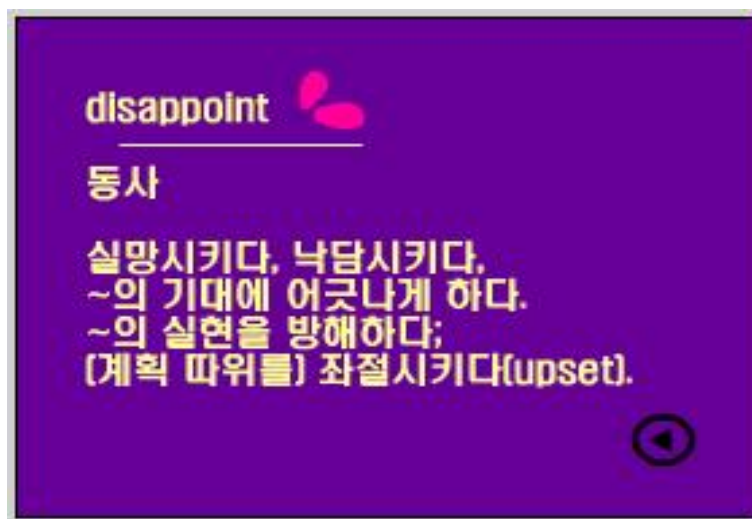 disappoint
동사
실망시키다, 낙담시키다,
~의 기대에 어긋나게 하다.
~의 실현을 방해하다;
(계획 따위를) 좌절시키다(upset).